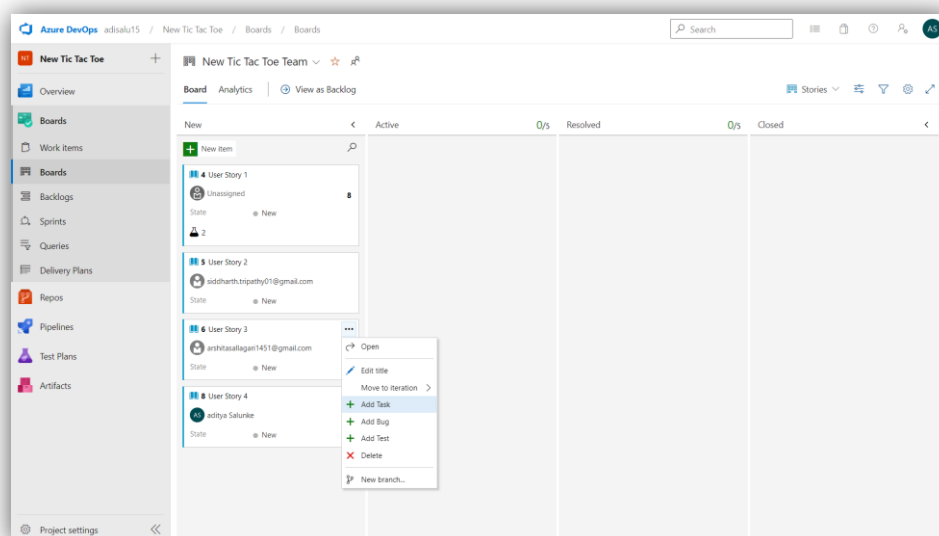 Azure DevOps adisalu15 / New Tic Tac Toe / Boards / Boards
Search
AS
NT New Tic Tac Toe
Overview
Boards
Work items
Boards
Backlogs
Sprints
Queries
Delivery Plans
Repos
Pipelines
Test Plans
Artifacts
Project settings
New Tic Tac Toe Team
Board Analytics View as Backlog
Stories
New
Active 0/5
Resolved 0/5
Closed
New item
4 User Story 1
Unassigned 8
State New
2
5 User Story 2
siddharth.tripathy01@gmail.com
State New
6 User Story 3
arshitasallagari1451@gmail.com
State New
8 User Story 4
AS aditya Salunke
State New
Open
Edit title
Move to iteration
Add Task
Add Bug
Add Test
Delete
New branch...